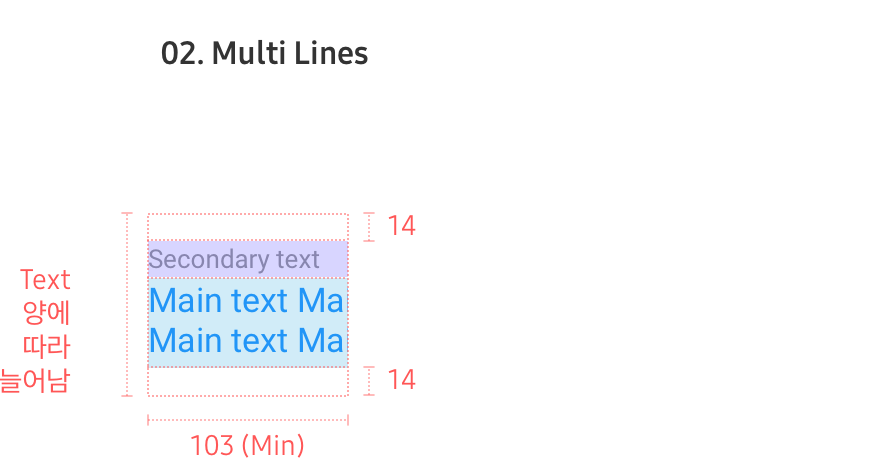 02. Multi Lines
14
Secondary text
Text
양에
따라
늘어남
Main text Ma
Main text Ma
14
103 (Min)